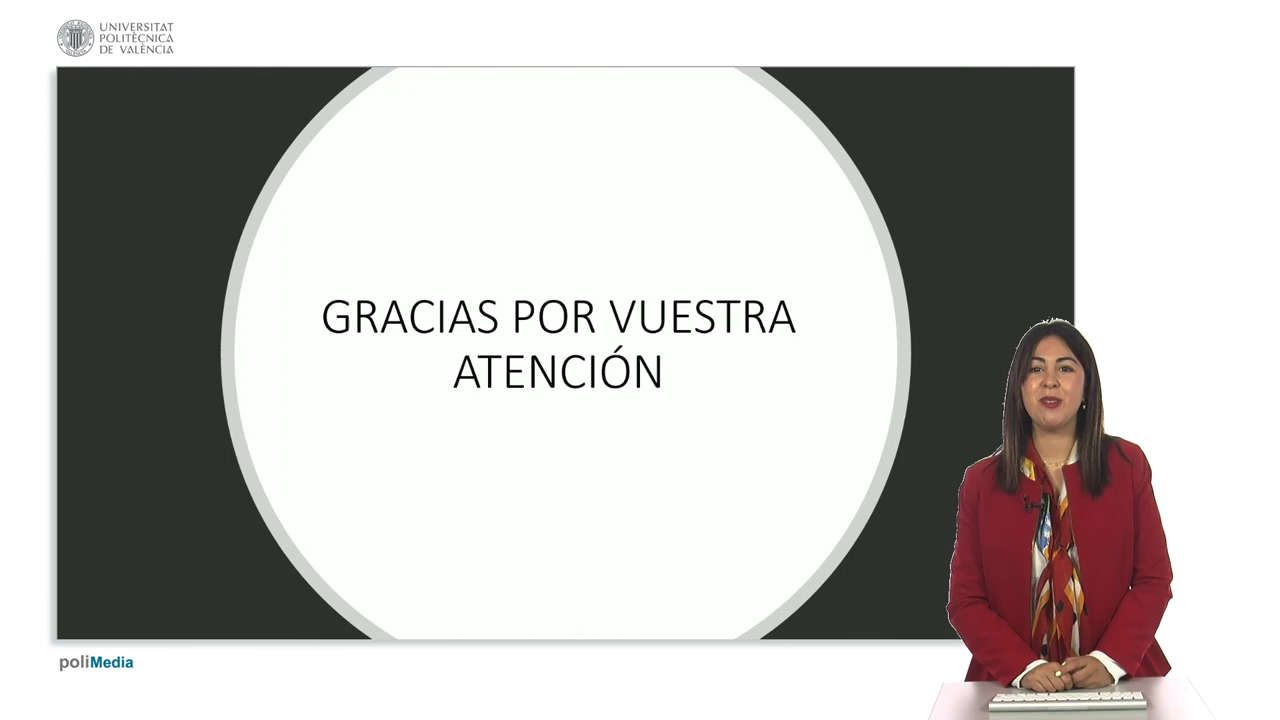 UNIVERSITAT
POLITÈCNICA
DE VALÈNCIA
GRACIAS POR VUESTRA
ATENCIÓN
poliMedia